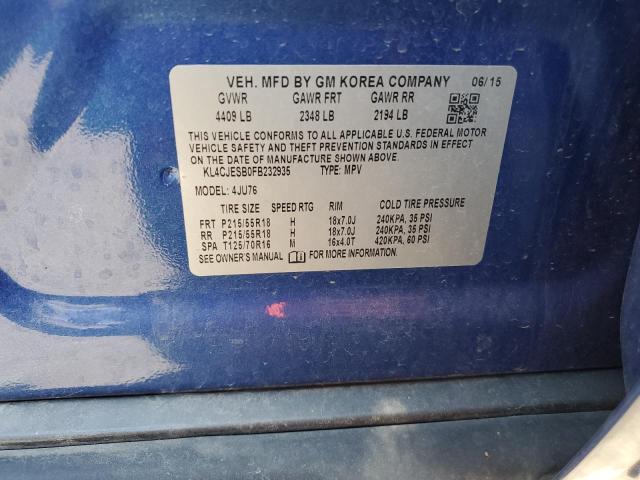 VEH. MFD BY GM KOREA COMPANY 06/15
GVWR GAWR FRT GAWR RR
4409 LB 2348 LB 2194 LB
THIS VEHICLE CONFORMS TO ALL APPLICABLE U.S. FEDERAL MOTOR
VEHICLE SAFETY AND THEFT PREVENTION STANDARDS IN EFFECT
ON THE DATE OF MANUFACTURE SHOWN ABOVE.
KL4CJESB0FB232935 TYPE: MPV
MODEL: 4JU76
TIRE SIZE SPEED RTG RIM COLD TIRE PRESSURE
FRT P215/55R18 H 18x7.0J 240KPA, 35 PSI
RR P215/55R18 H 18x7.0J 240KPA, 35 PSI
SPA T125/70R16 M 16x4.0T 420KPA, 60 PSI
SEE OWNER'S MANUAL FOR MORE INFORMATION